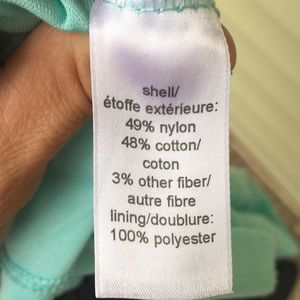 shell/
étoffe extérieure:
49% nylon
48% cotton/
coton
3% other fiber/
autre fibre
lining/doublure:
100% polyester